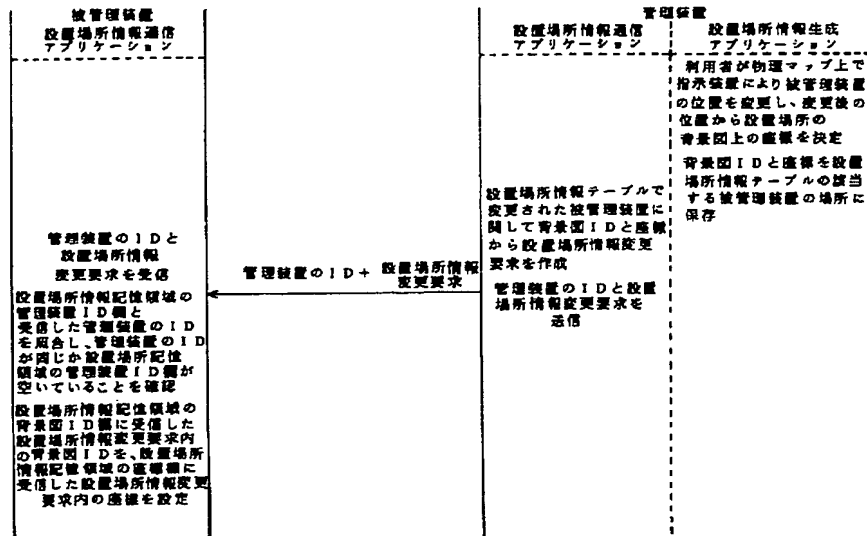 被管理装置
設置場所情報通信
アプリケーション
管理装置
設置場所情報通信
アプリケーション
設置場所情報生成
アプリケーション
利用者が物理マップ上で
指示装置により被管理装置
の位置を変更し、変更後の
位置から設置場所の
背景図上の座標を決定
背景図IDと座標を設置
場所情報テーブルの該当
する被管理装置の場所に
保存
設置場所情報テーブルで
変更された被管理装置に
関して背景図IDと座標
から設置場所情報変更
要求を作成
管理装置のIDと設置
場所情報変更要求を
送信
管理装置のID+
設置場所情報
変更要求
管理装置のIDと
設置場所情報
変更要求を受信
設置場所情報記憶領域の
管理装置ID欄と
受信した管理装置のID
を照合し、管理装置のID
が同じか設置場所記憶
領域の管理装置ID欄が
空いていることを確認
設置場所情報記憶領域の
背景図ID欄に受信した
設置場所情報変更要求内
の背景図IDを、設置場所
情報記憶領域の座標欄に
受信した設置場所情報変更
要求内の座標を設定